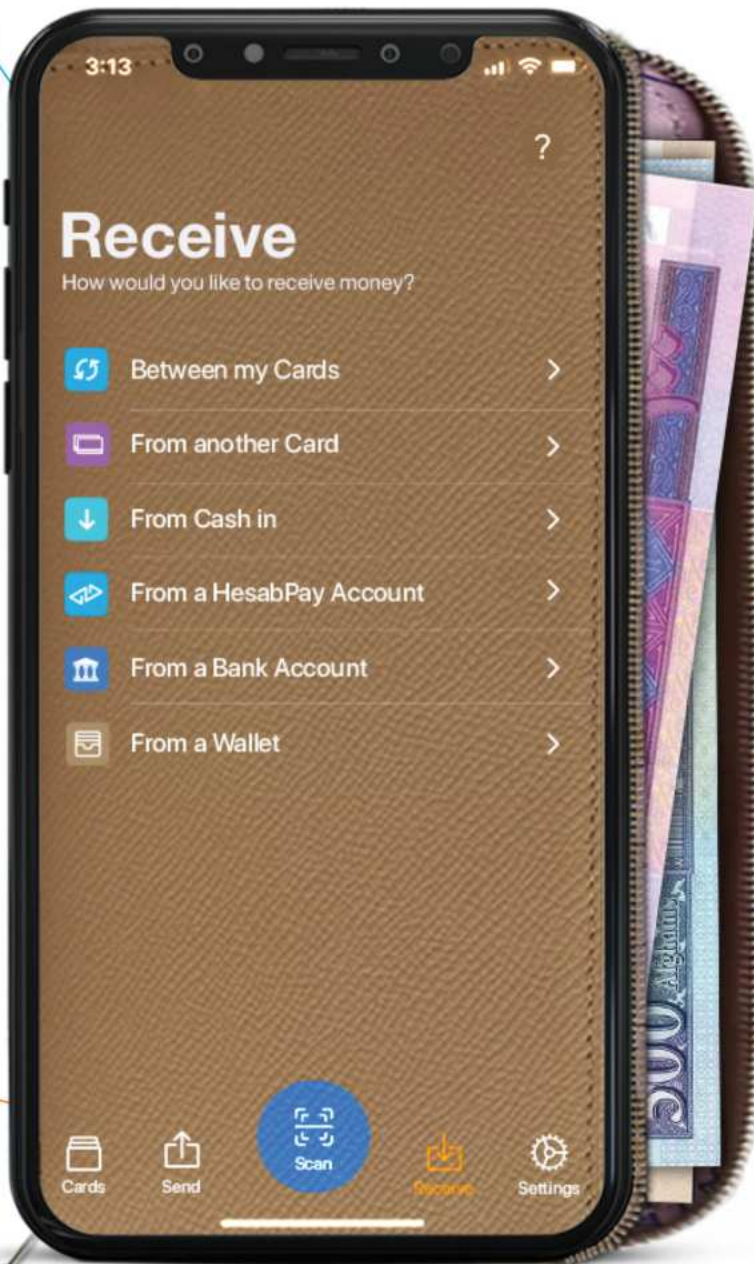 3:13
?
Receive
How would you like to receive money?
Between my Cards
From another Card
From Cash in
From a HesabPay Account
From a Bank Account
From a Wallet
500 Afghanis
Scan
Cards
Send
Receive
Settings